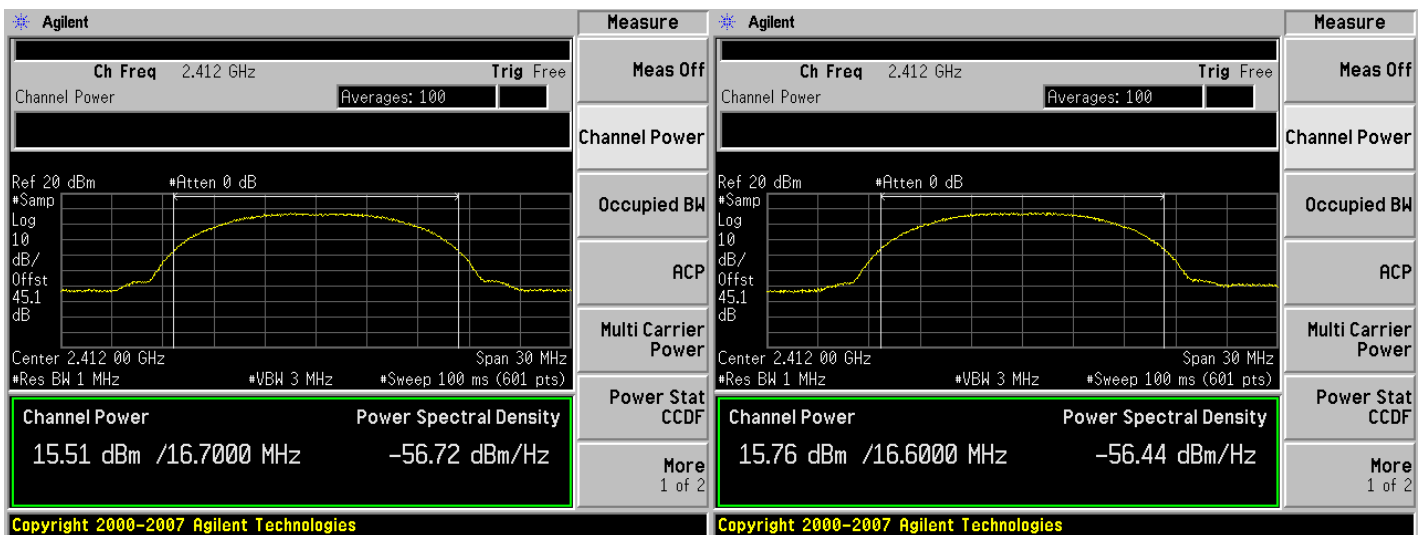 Agilent
Measure
Ch Freq 2.412 GHz Trig Free
Channel Power Averages: 100
Ref 20 dBm #Atten 0 dB
#Samp
Log
10
dB/
Offst
45.1
dB
Center 2.412 00 GHz Span 30 MHz
#Res BW 1 MHz #VBW 3 MHz #Sweep 100 ms (601 pts)
Channel Power Power Spectral Density
15.51 dBm /16.7000 MHz -56.72 dBm/Hz
Meas Off
Channel Power
Occupied BW
ACP
Multi Carrier
Power
Power Stat
CCDF
More
1 of 2
Copyright 2000-2007 Agilent Technologies
Agilent
Measure
Ch Freq 2.412 GHz Trig Free
Channel Power Averages: 100
Ref 20 dBm #Atten 0 dB
#Samp
Log
10
dB/
Offst
45.1
dB
Center 2.412 00 GHz Span 30 MHz
#Res BW 1 MHz #VBW 3 MHz #Sweep 100 ms (601 pts)
Channel Power Power Spectral Density
15.76 dBm /16.6000 MHz -56.44 dBm/Hz
Meas Off
Channel Power
Occupied BW
ACP
Multi Carrier
Power
Power Stat
CCDF
More
1 of 2
Copyright 2000-2007 Agilent Technologies